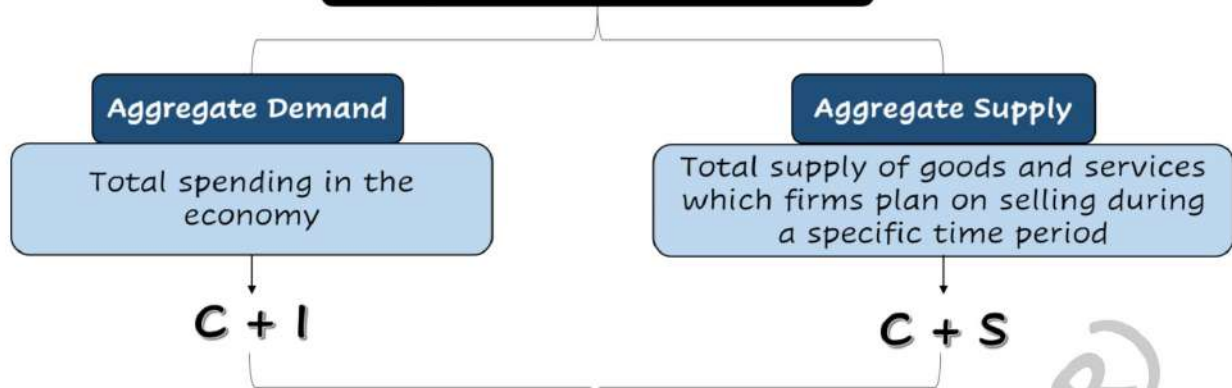 Aggregate Demand
Total spending in the
economy
C + I
Aggregate Supply
Total supply of goods and services
which firms plan on selling during
a specific time period
C + S